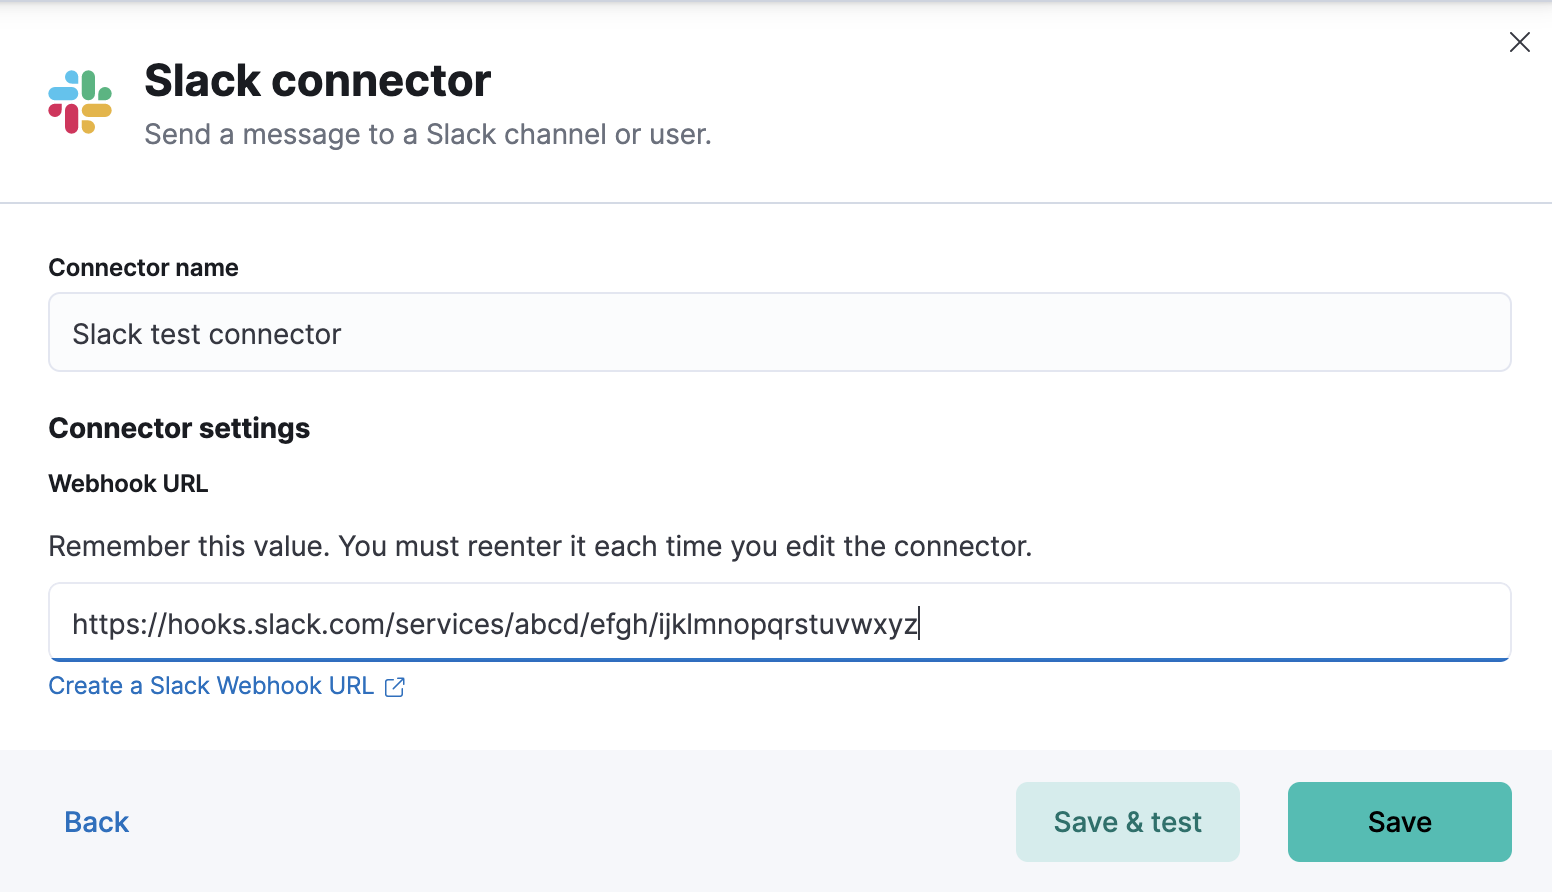 Slack connector
Send a message to a Slack channel or user.
Connector name
Slack test connector
Connector settings
Webhook URL
Remember this value. You must reenter it each time you edit the connector.
https://hooks.slack.com/services/abcd/efgh/ijklmnopqrstuvwxyz
Create a Slack Webhook URL
Back
Save & test
Save